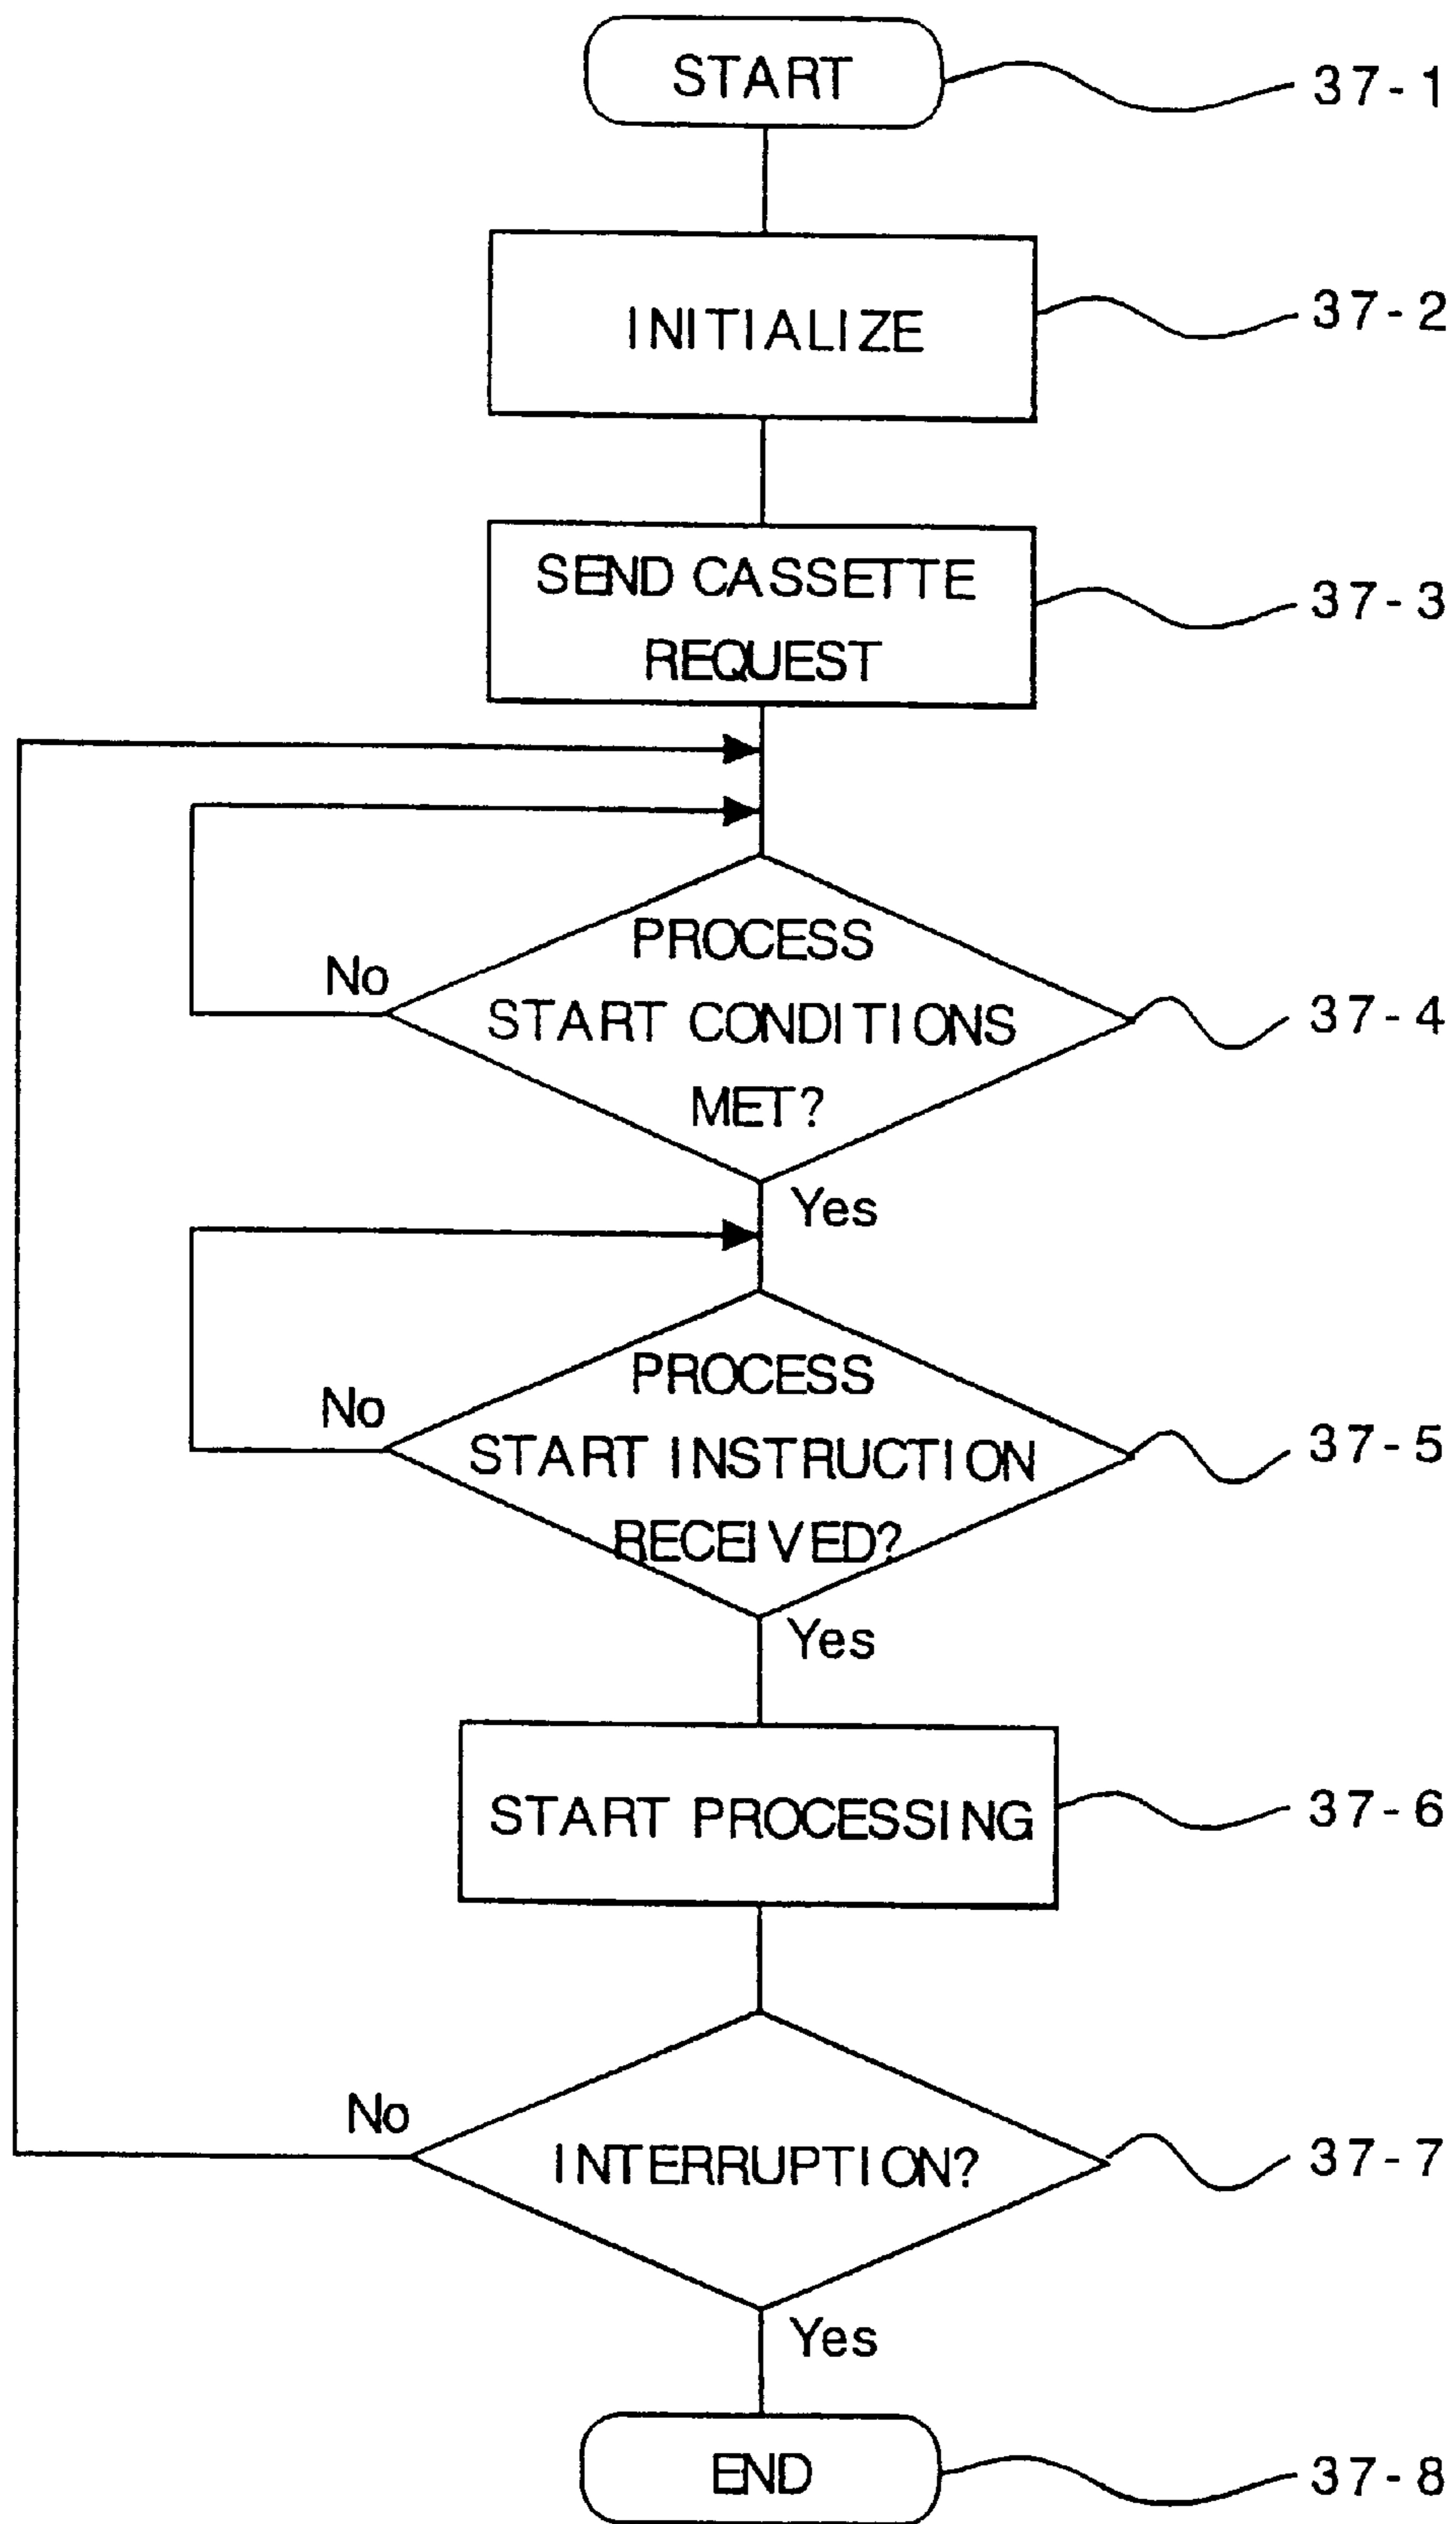 START
37-1
INITIALIZE
37-2
SEND CASSETTE
REQUEST
37-3
PROCESS
START CONDITIONS
MET?
No
37-4
Yes
PROCESS
START INSTRUCTION
RECEIVED?
No
37-5
Yes
START PROCESSING
37-6
No
INTERRUPTION?
37-7
Yes
END
37-8